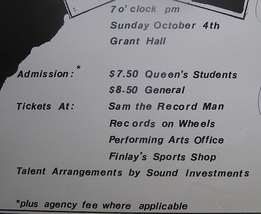 7 o'clock pm
Sunday October 4th
Grant Hall
Admission:* $7.50 Queen's Students
$8.50 General
Tickets At: Sam the Record Man
Records on Wheels
Performing Arts Office
Finlay's Sports Shop
Talent Arrangements by Sound Investments
*plus agency fee where applicable